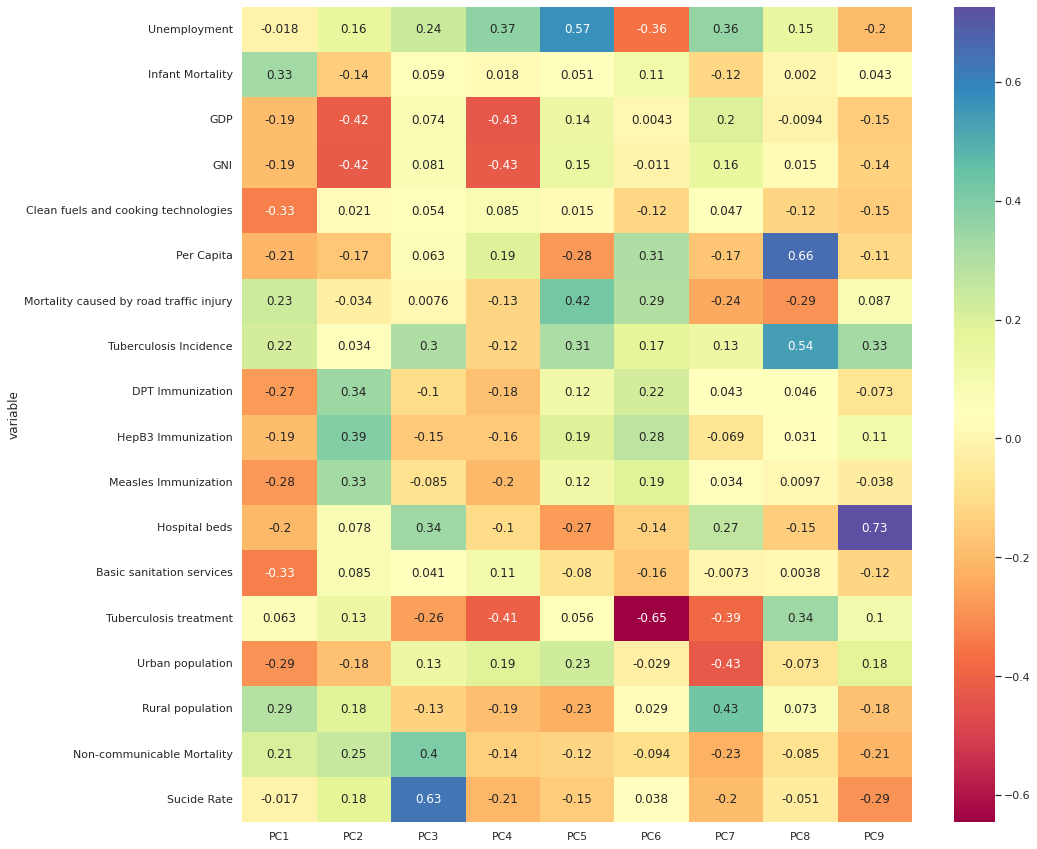 variable
Unemployment -0.018 0.16 0.24 0.37 0.57 -0.36 0.36 0.15 -0.2
Infant Mortality 0.33 -0.14 0.059 0.018 0.051 0.11 -0.12 0.002 0.043
GDP -0.19 -0.42 0.074 -0.43 0.14 0.0043 0.2 -0.0094 -0.15
GNI -0.19 -0.42 0.081 -0.43 0.15 -0.011 0.16 0.015 -0.14
Clean fuels and cooking technologies -0.33 0.021 0.054 0.085 0.015 -0.12 0.047 -0.12 -0.15
Per Capita -0.21 -0.17 0.063 0.19 -0.28 0.31 -0.17 0.66 -0.11
Mortality caused by road traffic injury 0.23 -0.034 0.0076 -0.13 0.42 0.29 -0.24 -0.29 0.087
Tuberculosis Incidence 0.22 0.034 0.3 -0.12 0.31 0.17 0.13 0.54 0.33
DPT Immunization -0.27 0.34 -0.1 -0.18 0.12 0.22 0.043 0.046 -0.073
HepB3 Immunization -0.19 0.39 -0.15 -0.16 0.19 0.28 -0.069 0.031 0.11
Measles Immunization -0.28 0.33 -0.085 -0.2 0.12 0.19 0.034 0.0097 -0.038
Hospital beds -0.2 0.078 0.34 -0.1 -0.27 -0.14 0.27 -0.15 0.73
Basic sanitation services -0.33 0.085 0.041 0.11 -0.08 -0.16 -0.0073 0.0038 -0.12
Tuberculosis treatment 0.063 0.13 -0.26 -0.41 0.056 -0.65 -0.39 0.34 0.1
Urban population -0.29 -0.18 0.13 0.19 0.23 -0.029 -0.43 -0.073 0.18
Rural population 0.29 0.18 -0.13 -0.19 -0.23 0.029 0.43 0.073 -0.18
Non-communicable Mortality 0.21 0.25 0.4 -0.14 -0.12 -0.094 -0.23 -0.085 -0.21
Sucide Rate -0.017 0.18 0.63 -0.21 -0.15 0.038 -0.2 -0.051 -0.29
PC1 PC2 PC3 PC4 PC5 PC6 PC7 PC8 PC9
0.6
0.4
0.2
0.0
−0.2
−0.4
−0.6